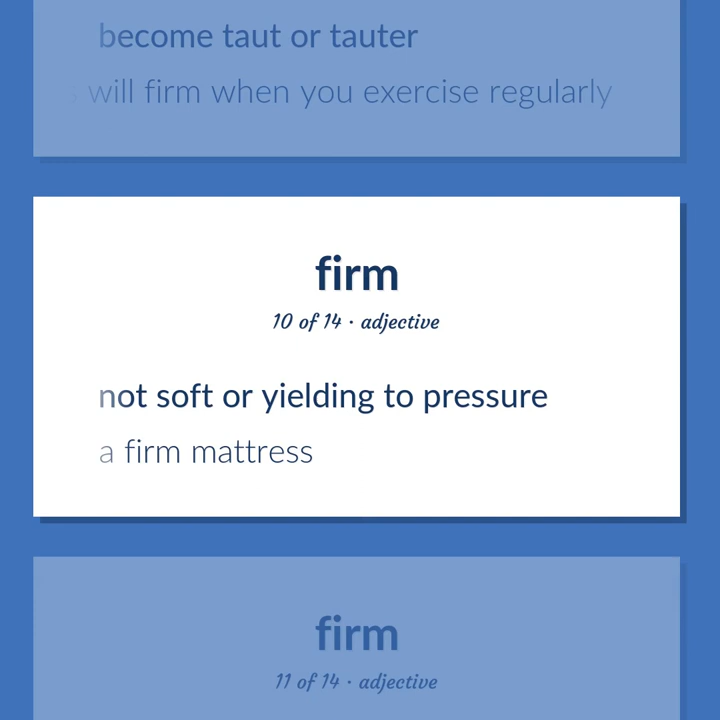 become taut or tauter
will firm when you exercise regularly
firm
10 of 14 · adjective
not soft or yielding to pressure
a firm mattress
firm
11 of 14 · adjective